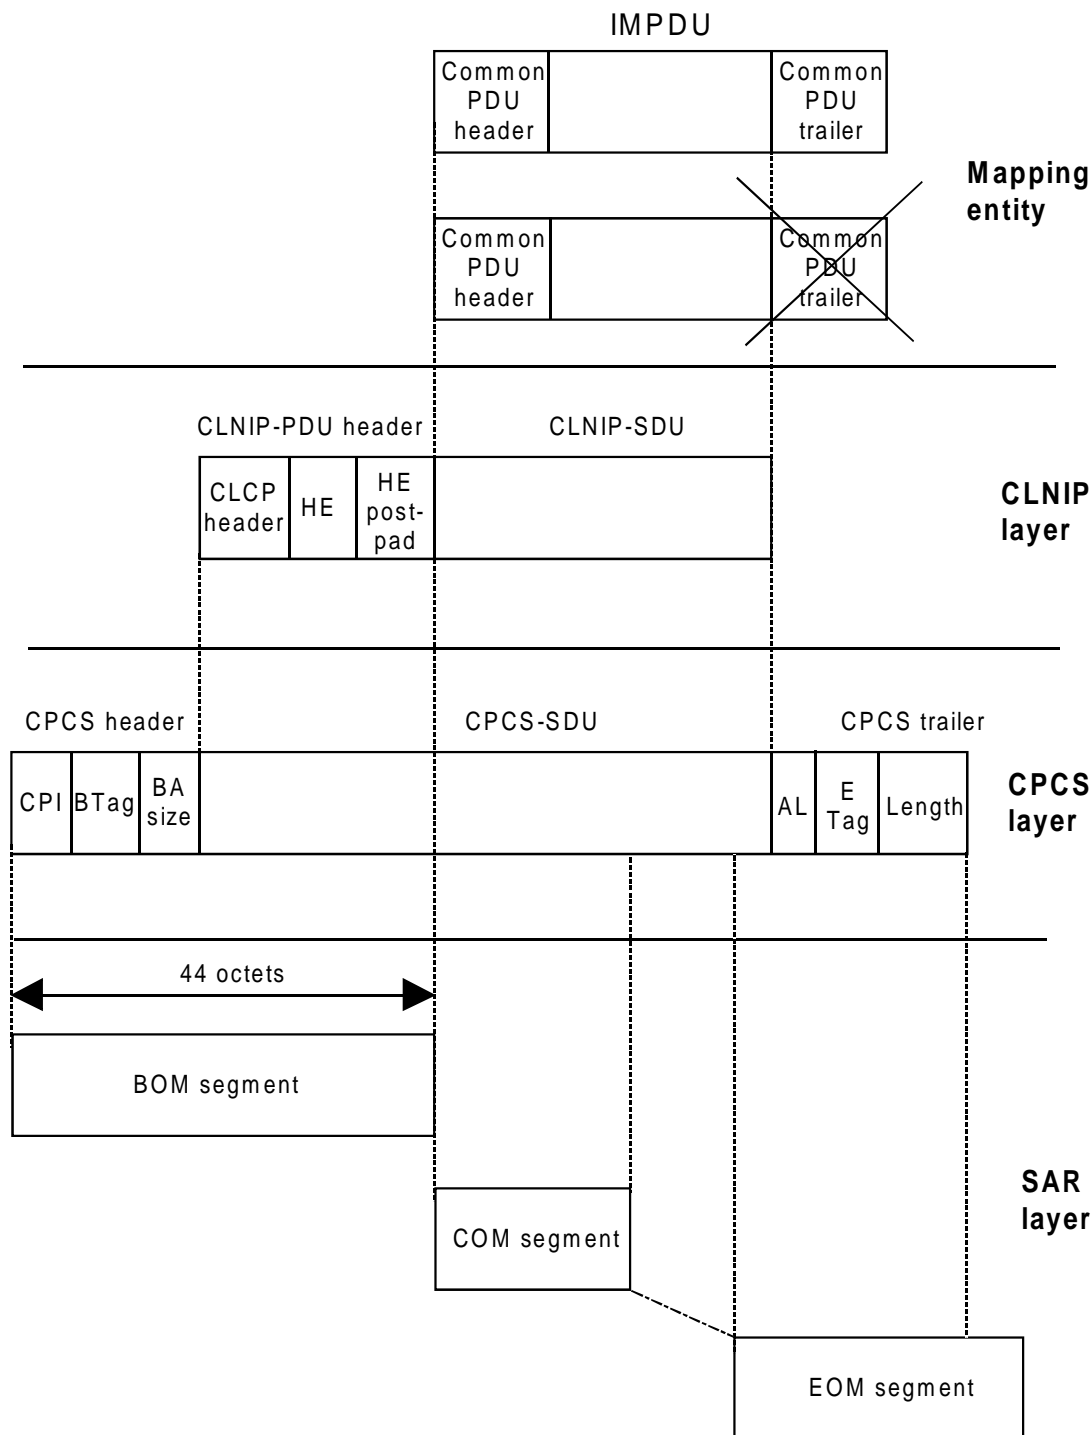 IMPDU
Common
PDU
header
Common
PDU
trailer
Mapping
entity
Common
PDU
header
Common
PDU
trailer
CLNIP-PDU header
CLNIP-SDU
CLCP
header
HE
HE
post-
pad
CLNIP
layer
CPCS header
CPCS-SDU
CPCS trailer
CPI
BTag
BA
size
AL
E
Tag
Length
CPCS
layer
44 octets
BOM segment
SAR
layer
COM segment
EOM segment